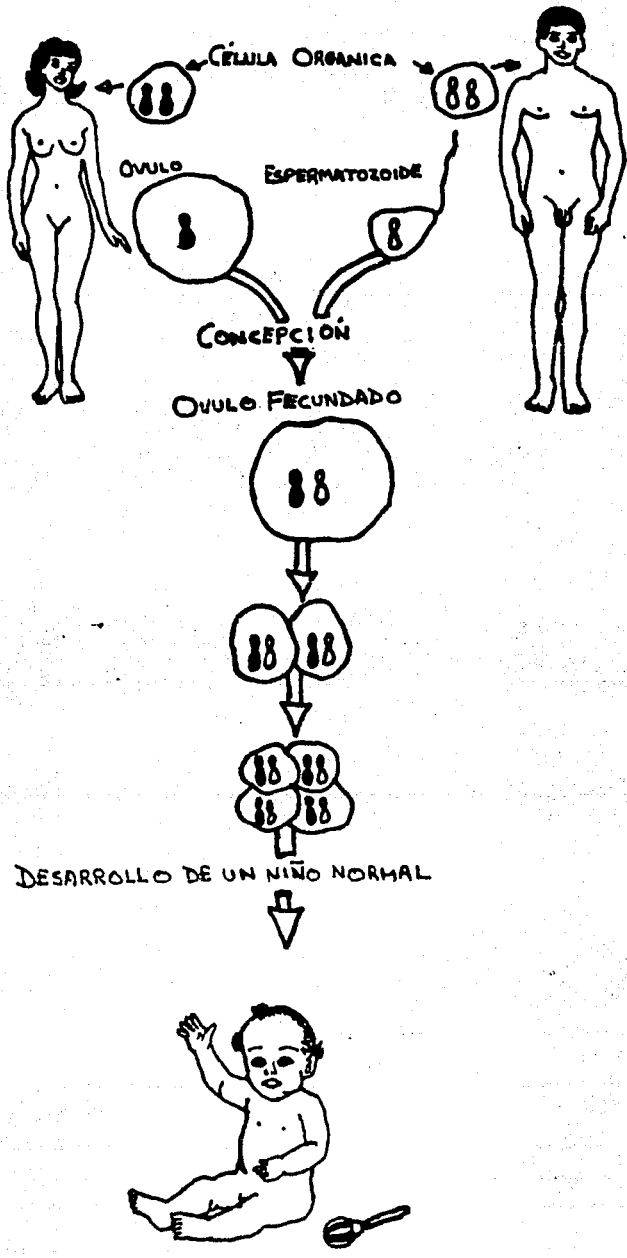 CÉLULA ORGANICA
OVULO
ESPERMATOZOIDE
CONCEPCIÓN
OVULO FECUNDADO
DESARROLLO DE UN NIÑO NORMAL